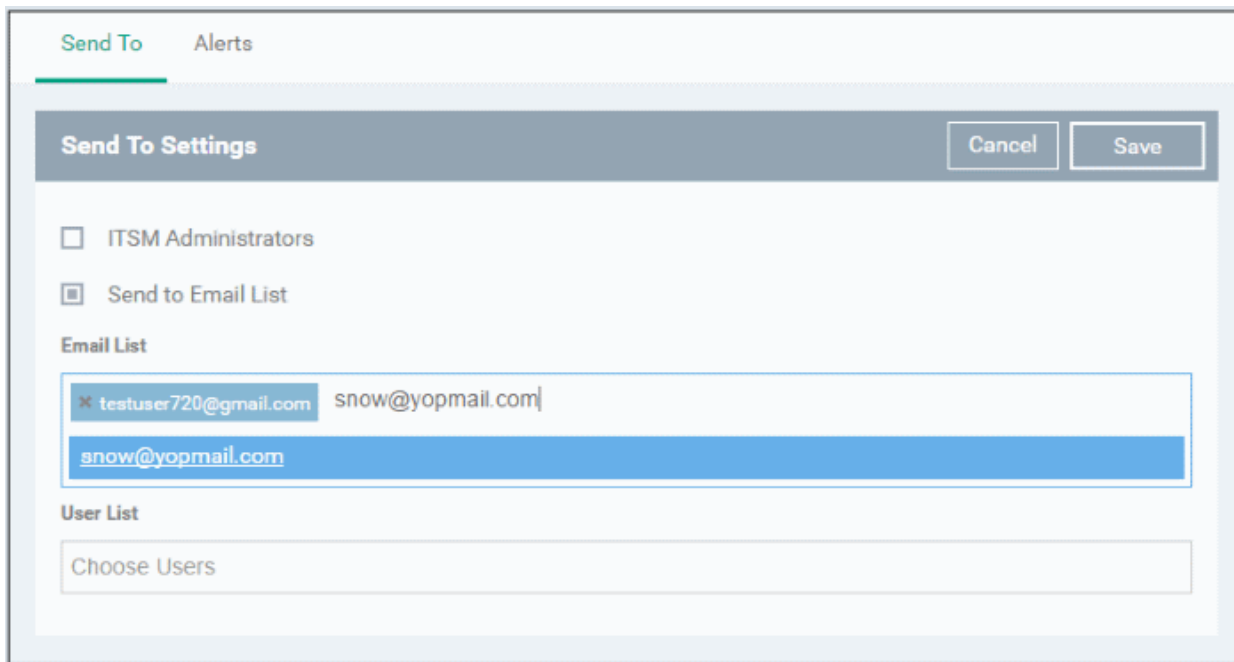 Send To Alerts
Send To Settings Cancel Save
ITSM Administrators
Send to Email List
Email List
× testuser720@gmail.com snow@yopmail.com
snow@yopmail.com
User List
Choose Users